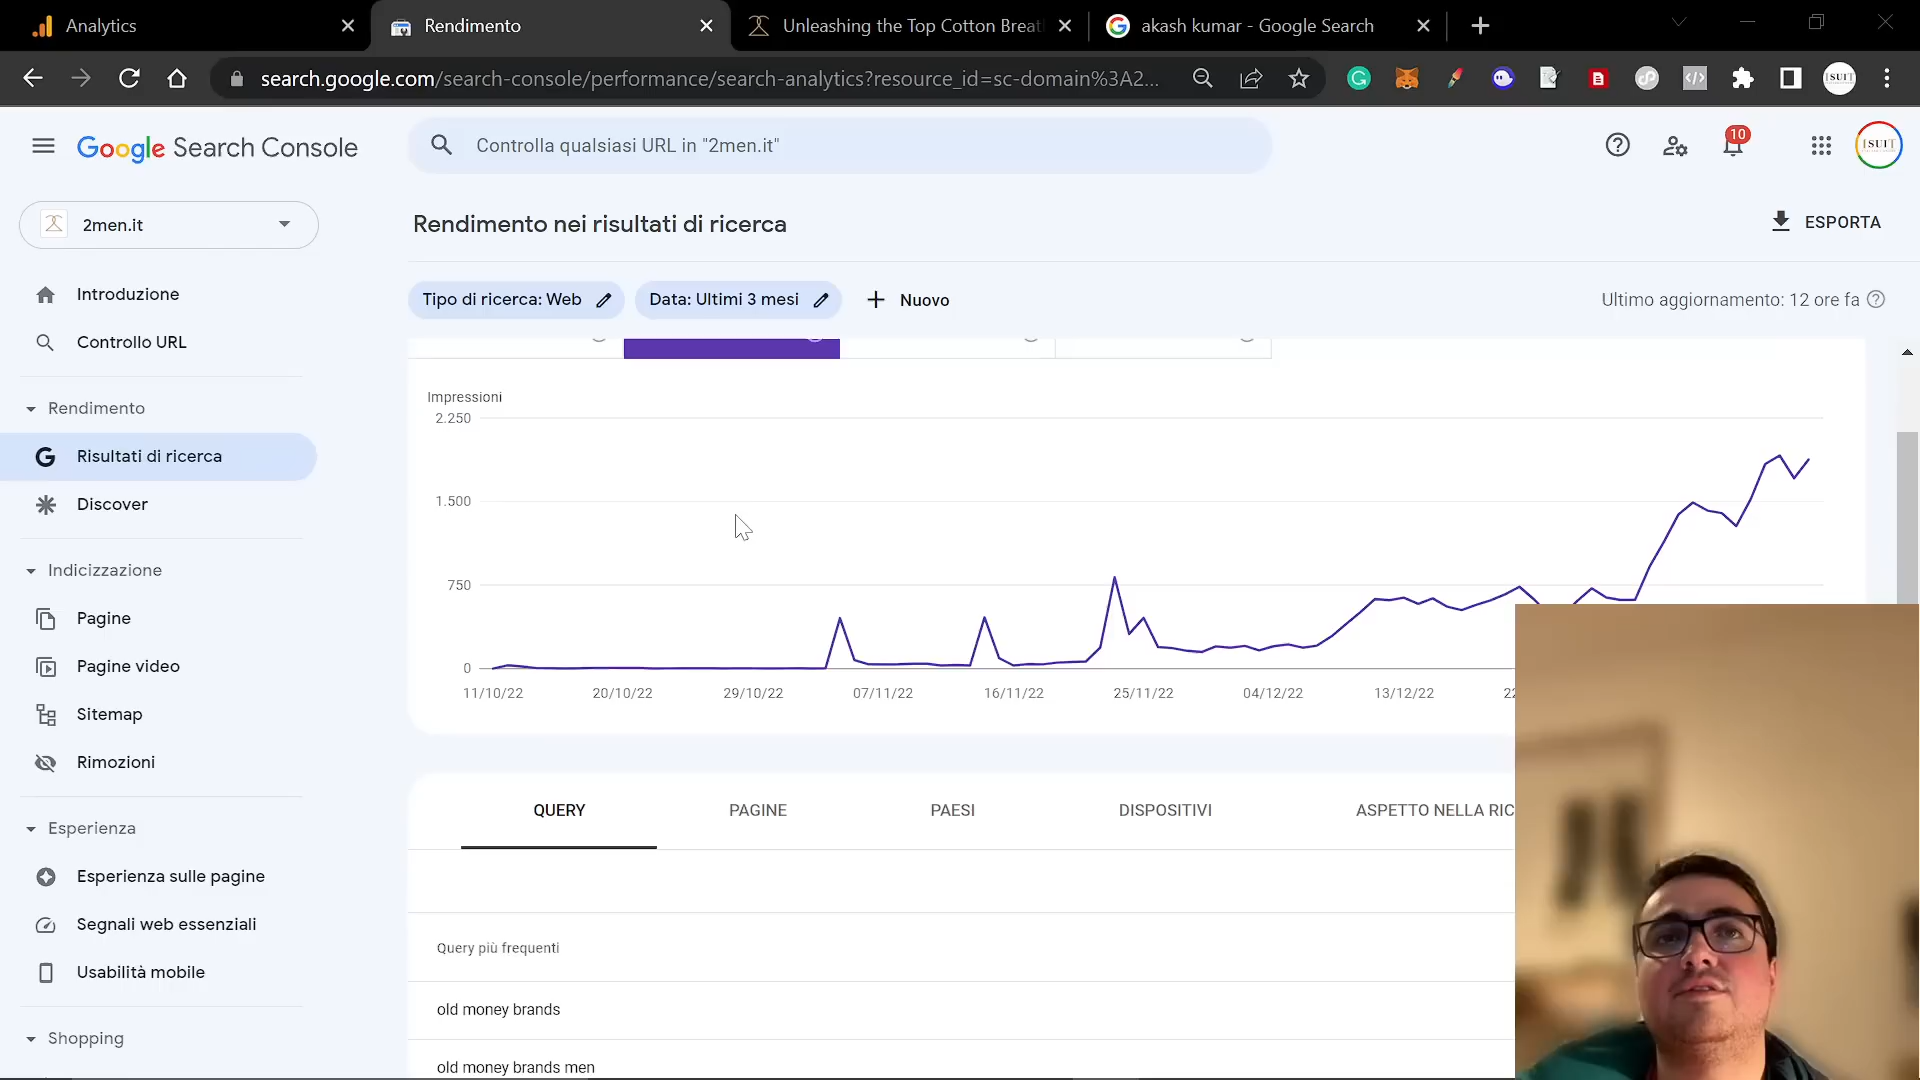 Analytics
Rendimento
Unleashing the Top Cotton Breat
akash kumar - Google Search
search.google.com/search-console/performance/search-analytics?resource_id=sc-domain%3A2...
Google Search Console
Controlla qualsiasi URL in "2men.it"
10
ISUIT
2men.it
Rendimento nei risultati di ricerca
ESPORTA
Introduzione
Controllo URL
Tipo di ricerca: Web
Data: Ultimi 3 mesi
Nuovo
Ultimo aggiornamento: 12 ore fa
Rendimento
Risultati di ricerca
Discover
Indicizzazione
Pagine
Pagine video
Sitemap
Rimozioni
Esperienza
Esperienza sulle pagine
Segnali web essenziali
Usabilità mobile
Shopping
Impressioni
2.250
1.500
750
0
11/10/22
20/10/22
29/10/22
07/11/22
16/11/22
25/11/22
04/12/22
13/12/22
22
QUERY
PAGINE
PAESI
DISPOSITIVI
ASPETTO NELLA RIC
Query più frequenti
old money brands
old money brands men